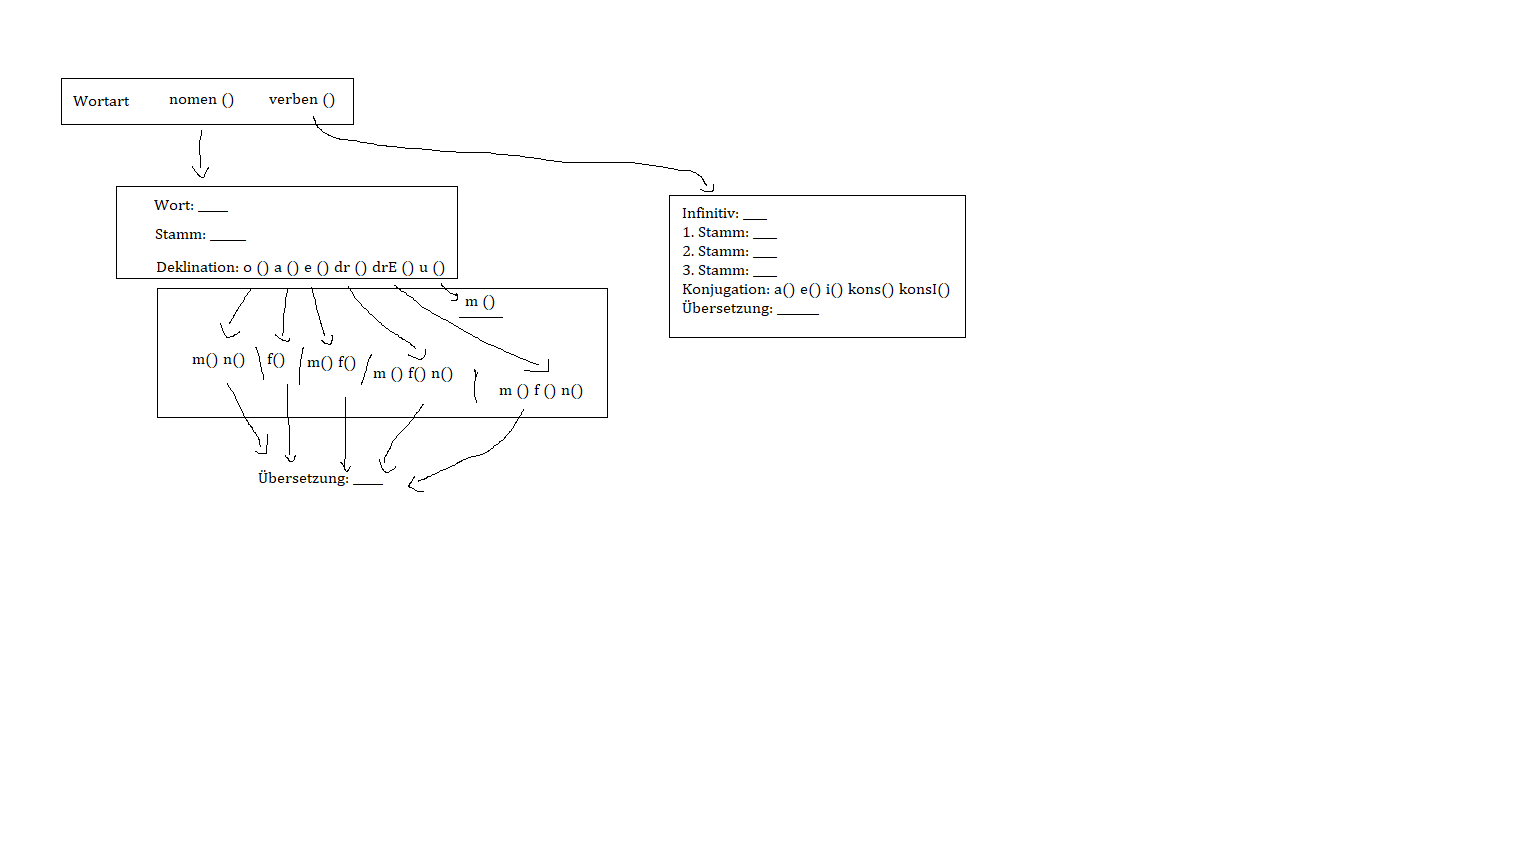 Wortart nomen () verben ()
Wort: ____
Stamm: _____
Deklination: o () a () e () dr () drE () u ()
m ()
m() n() f() m() f() m () f() n() m () f () n()
Übersetzung: ____
Infinitiv: ___
1. Stamm: ___
2. Stamm: ___
3. Stamm: ___
Konjugation: a() e() i() kons() konsI()
Übersetzung: ______